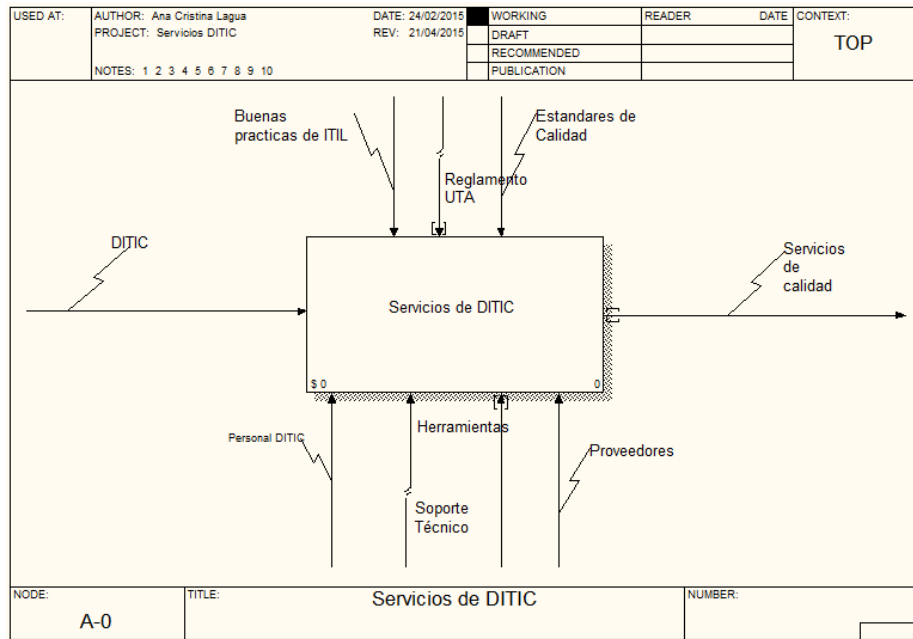 USED AT:
AUTHOR: Ana Cristina Lagua
DATE: 24/02/2015
WORKING
READER
DATE
CONTEXT:
PROJECT: Servicios DITIC
REV: 21/04/2015
DRAFT
TOP
RECOMMENDED
NOTES: 1 2 3 4 5 6 7 8 9 10
PUBLICATION
Buenas
practicas de ITIL
Estandares de
Calidad
Reglamento
UTA
DITIC
Servicios
de
calidad
Servicios de DITIC
$ 0
0
Personal DITIC
Herramientas
Proveedores
Soporte
Técnico
NODE:
A-0
TITLE:
Servicios de DITIC
NUMBER: